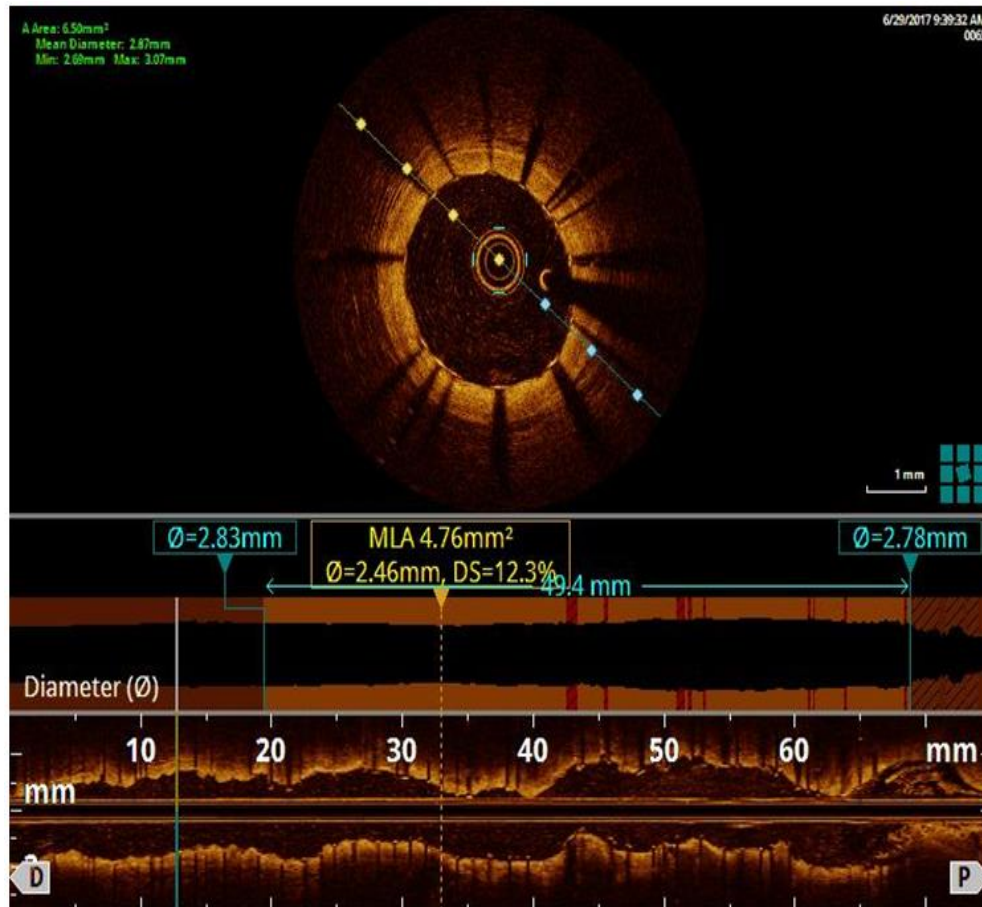 A Area: 6.50mm²
Mean Diameter: 2.87mm
Min: 2.69mm Max: 3.07mm
6/29/2017 9:39:32 AM
1 mm
Ø=2.83mm
MLA 4.76mm²
Ø=2.46mm, DS=12.3%
Ø=2.78mm
49.4 mm
Diameter (Ø)
10 20 30 40 50 60 mm
mm
D
P